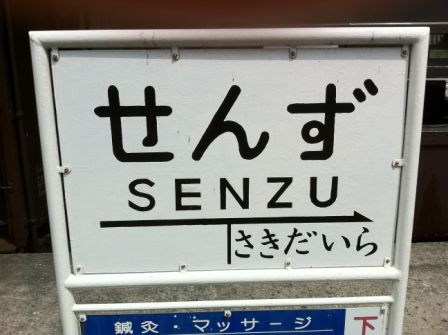 せんず
SENZU
さきだいら
鍼灸・マッサージ
下